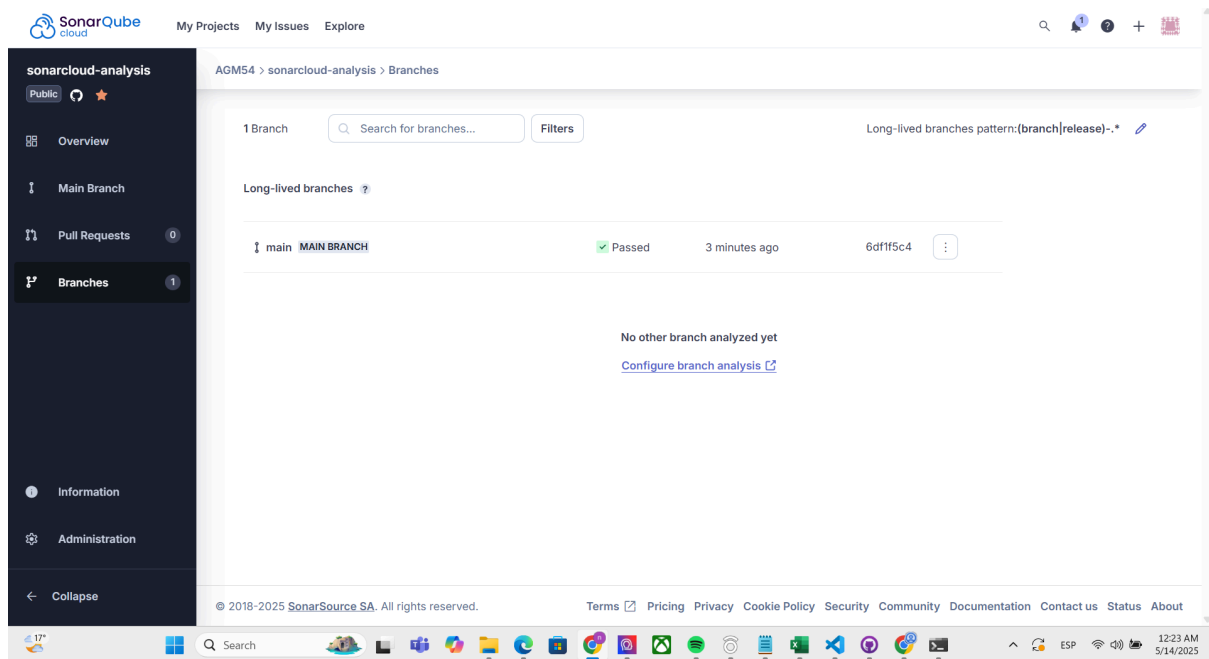 SonarQube
cloud
My Projects My Issues Explore
1
?
sonarcloud-analysis
Public
AGM54 > sonarcloud-analysis > Branches
Overview
Main Branch
Pull Requests 0
Branches 1
Information
Administration
Collapse
1 Branch
Search for branches...
Filters
Long-lived branches pattern:(branch|release)-.*
Long-lived branches ?
main MAIN BRANCH Passed 3 minutes ago 6df1f5c4
No other branch analyzed yet
Configure branch analysis
© 2018-2025 SonarSource SA. All rights reserved.
Terms Pricing Privacy Cookie Policy Security Community Documentation Contact us Status About
17°
Search
ESP
12:23 AM
5/14/2025